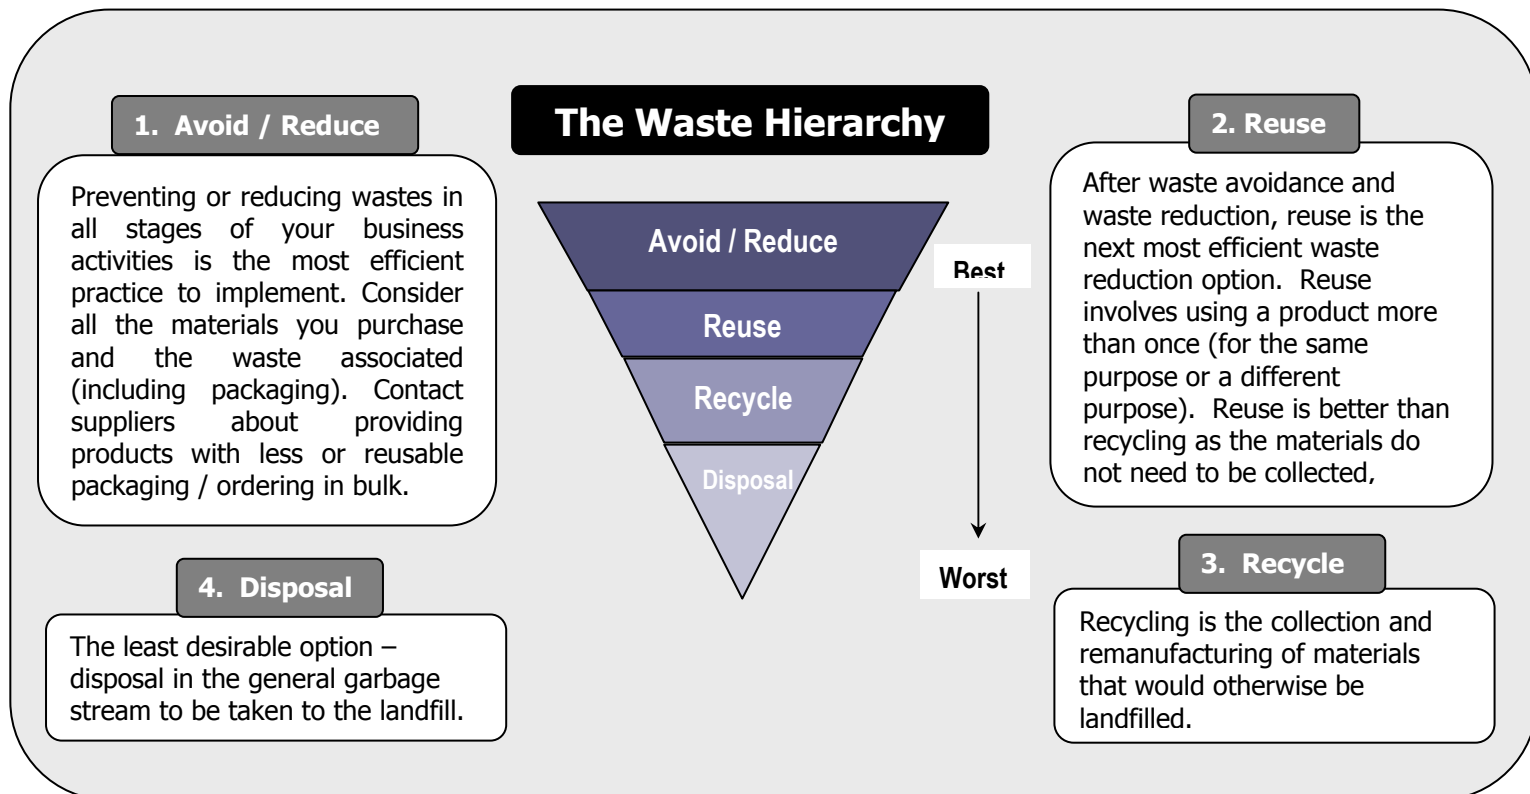 The Waste Hierarchy
1. Avoid / Reduce
Preventing or reducing wastes in
all stages of your business
activities is the most efficient
practice to implement. Consider
all the materials you purchase
and the waste associated
(including packaging). Contact
suppliers about providing
products with less or reusable
packaging / ordering in bulk.
2. Reuse
After waste avoidance and
waste reduction, reuse is the
next most efficient waste
reduction option. Reuse
involves using a product more
than once (for the same
purpose or a different
purpose). Reuse is better than
recycling as the materials do
not need to be collected,
Avoid / Reduce
Reuse
Recycle
Disposal
Best
Worst
3. Recycle
Recycling is the collection and
remanufacturing of materials
that would otherwise be
landfilled.
4. Disposal
The least desirable option –
disposal in the general garbage
stream to be taken to the landfill.